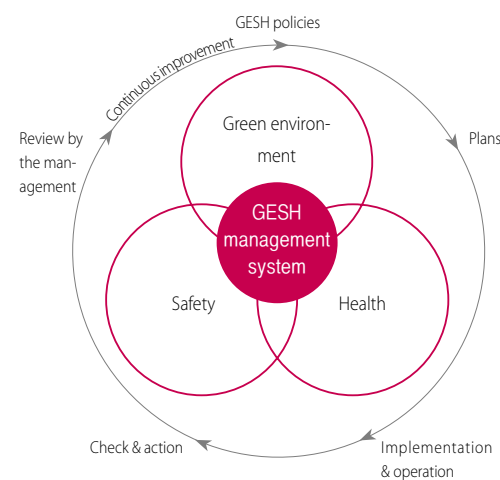 GESH policies
Continuous improvement
Green environ-
ment
Review by
the man-
agement
Plans
GESH
management
system
Safety
Health
Check & action
Implementation
& operation